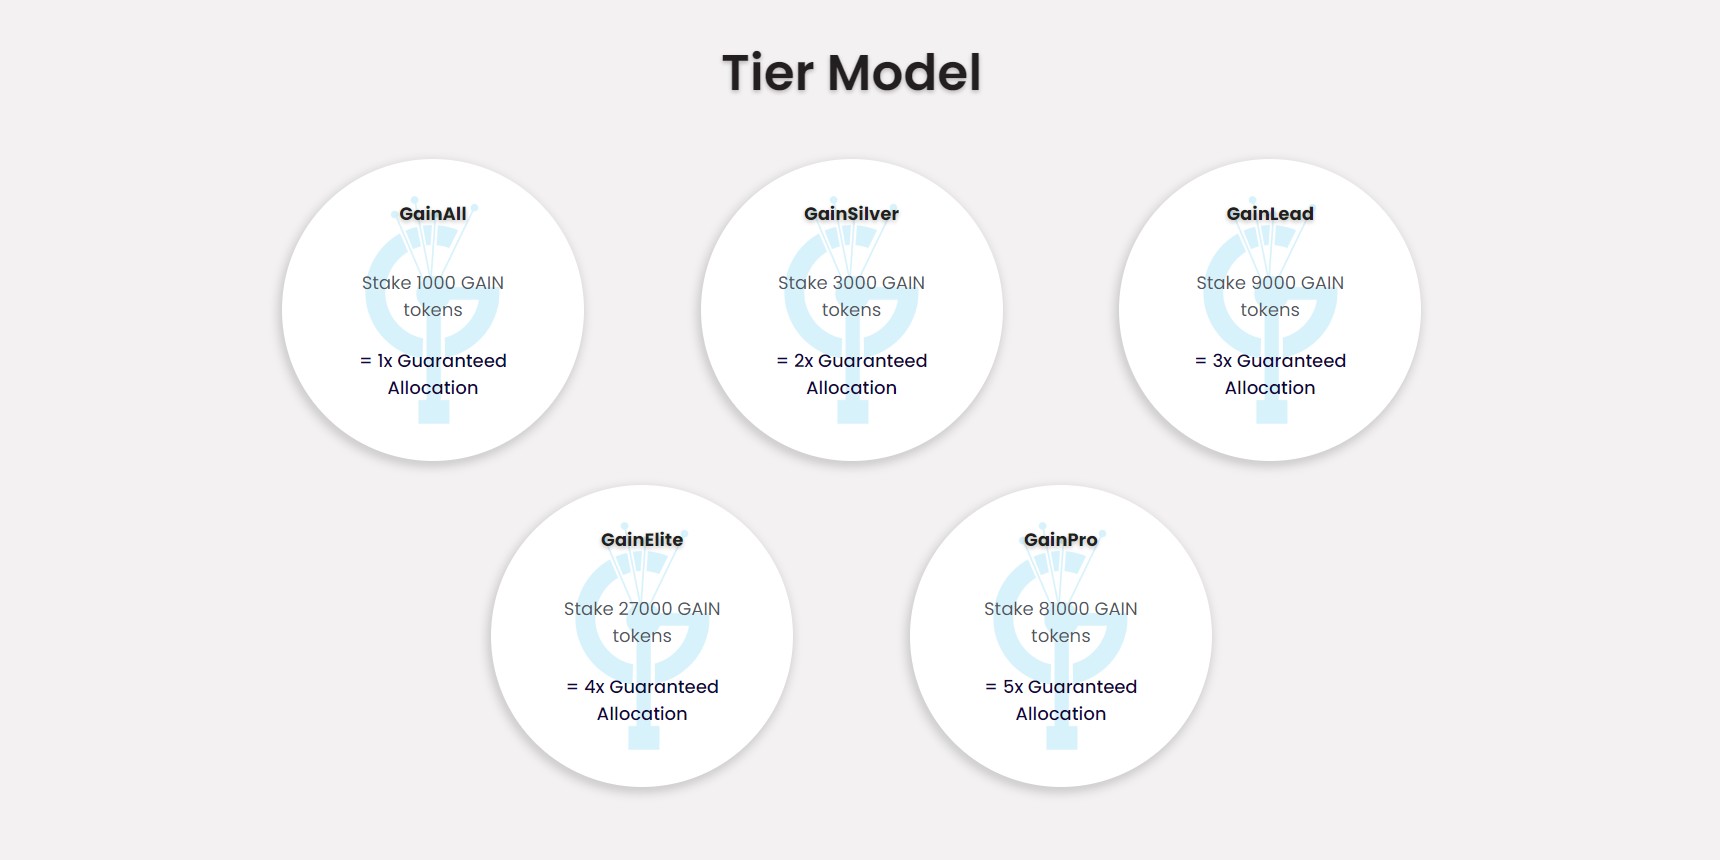 Tier Model
GainAll
Stake 1000 GAIN
tokens
= 1x Guaranteed
Allocation
GainSilver
Stake 3000 GAIN
tokens
= 2x Guaranteed
Allocation
GainLead
Stake 9000 GAIN
tokens
= 3x Guaranteed
Allocation
GainElite
Stake 27000 GAIN
tokens
= 4x Guaranteed
Allocation
GainPro
Stake 81000 GAIN
tokens
= 5x Guaranteed
Allocation